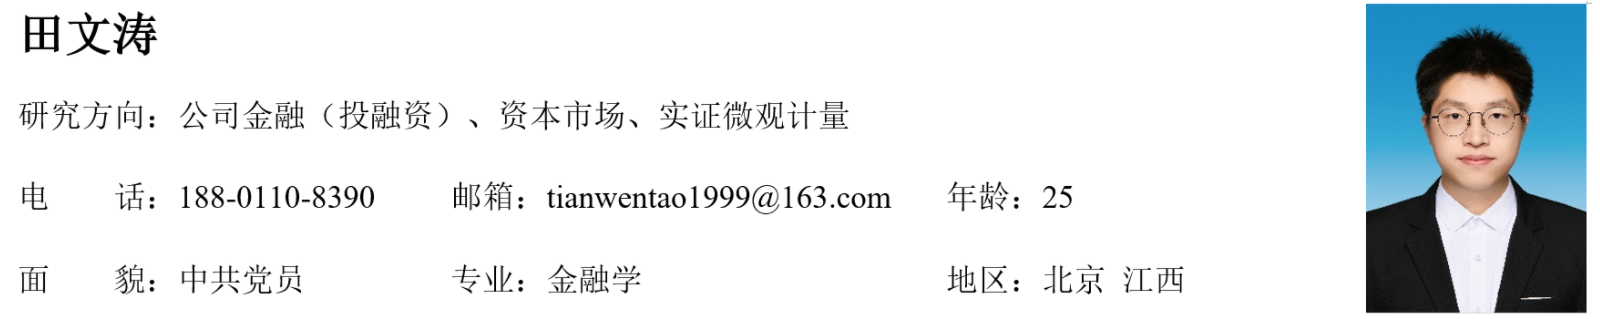 田文涛
研究方向：公司金融（投融资）、资本市场、实证微观计量
电 话：188-0110-8390 邮箱：tianwentao1999@163.com 年龄：25
面 貌：中共党员 专业：金融学 地区：北京 江西